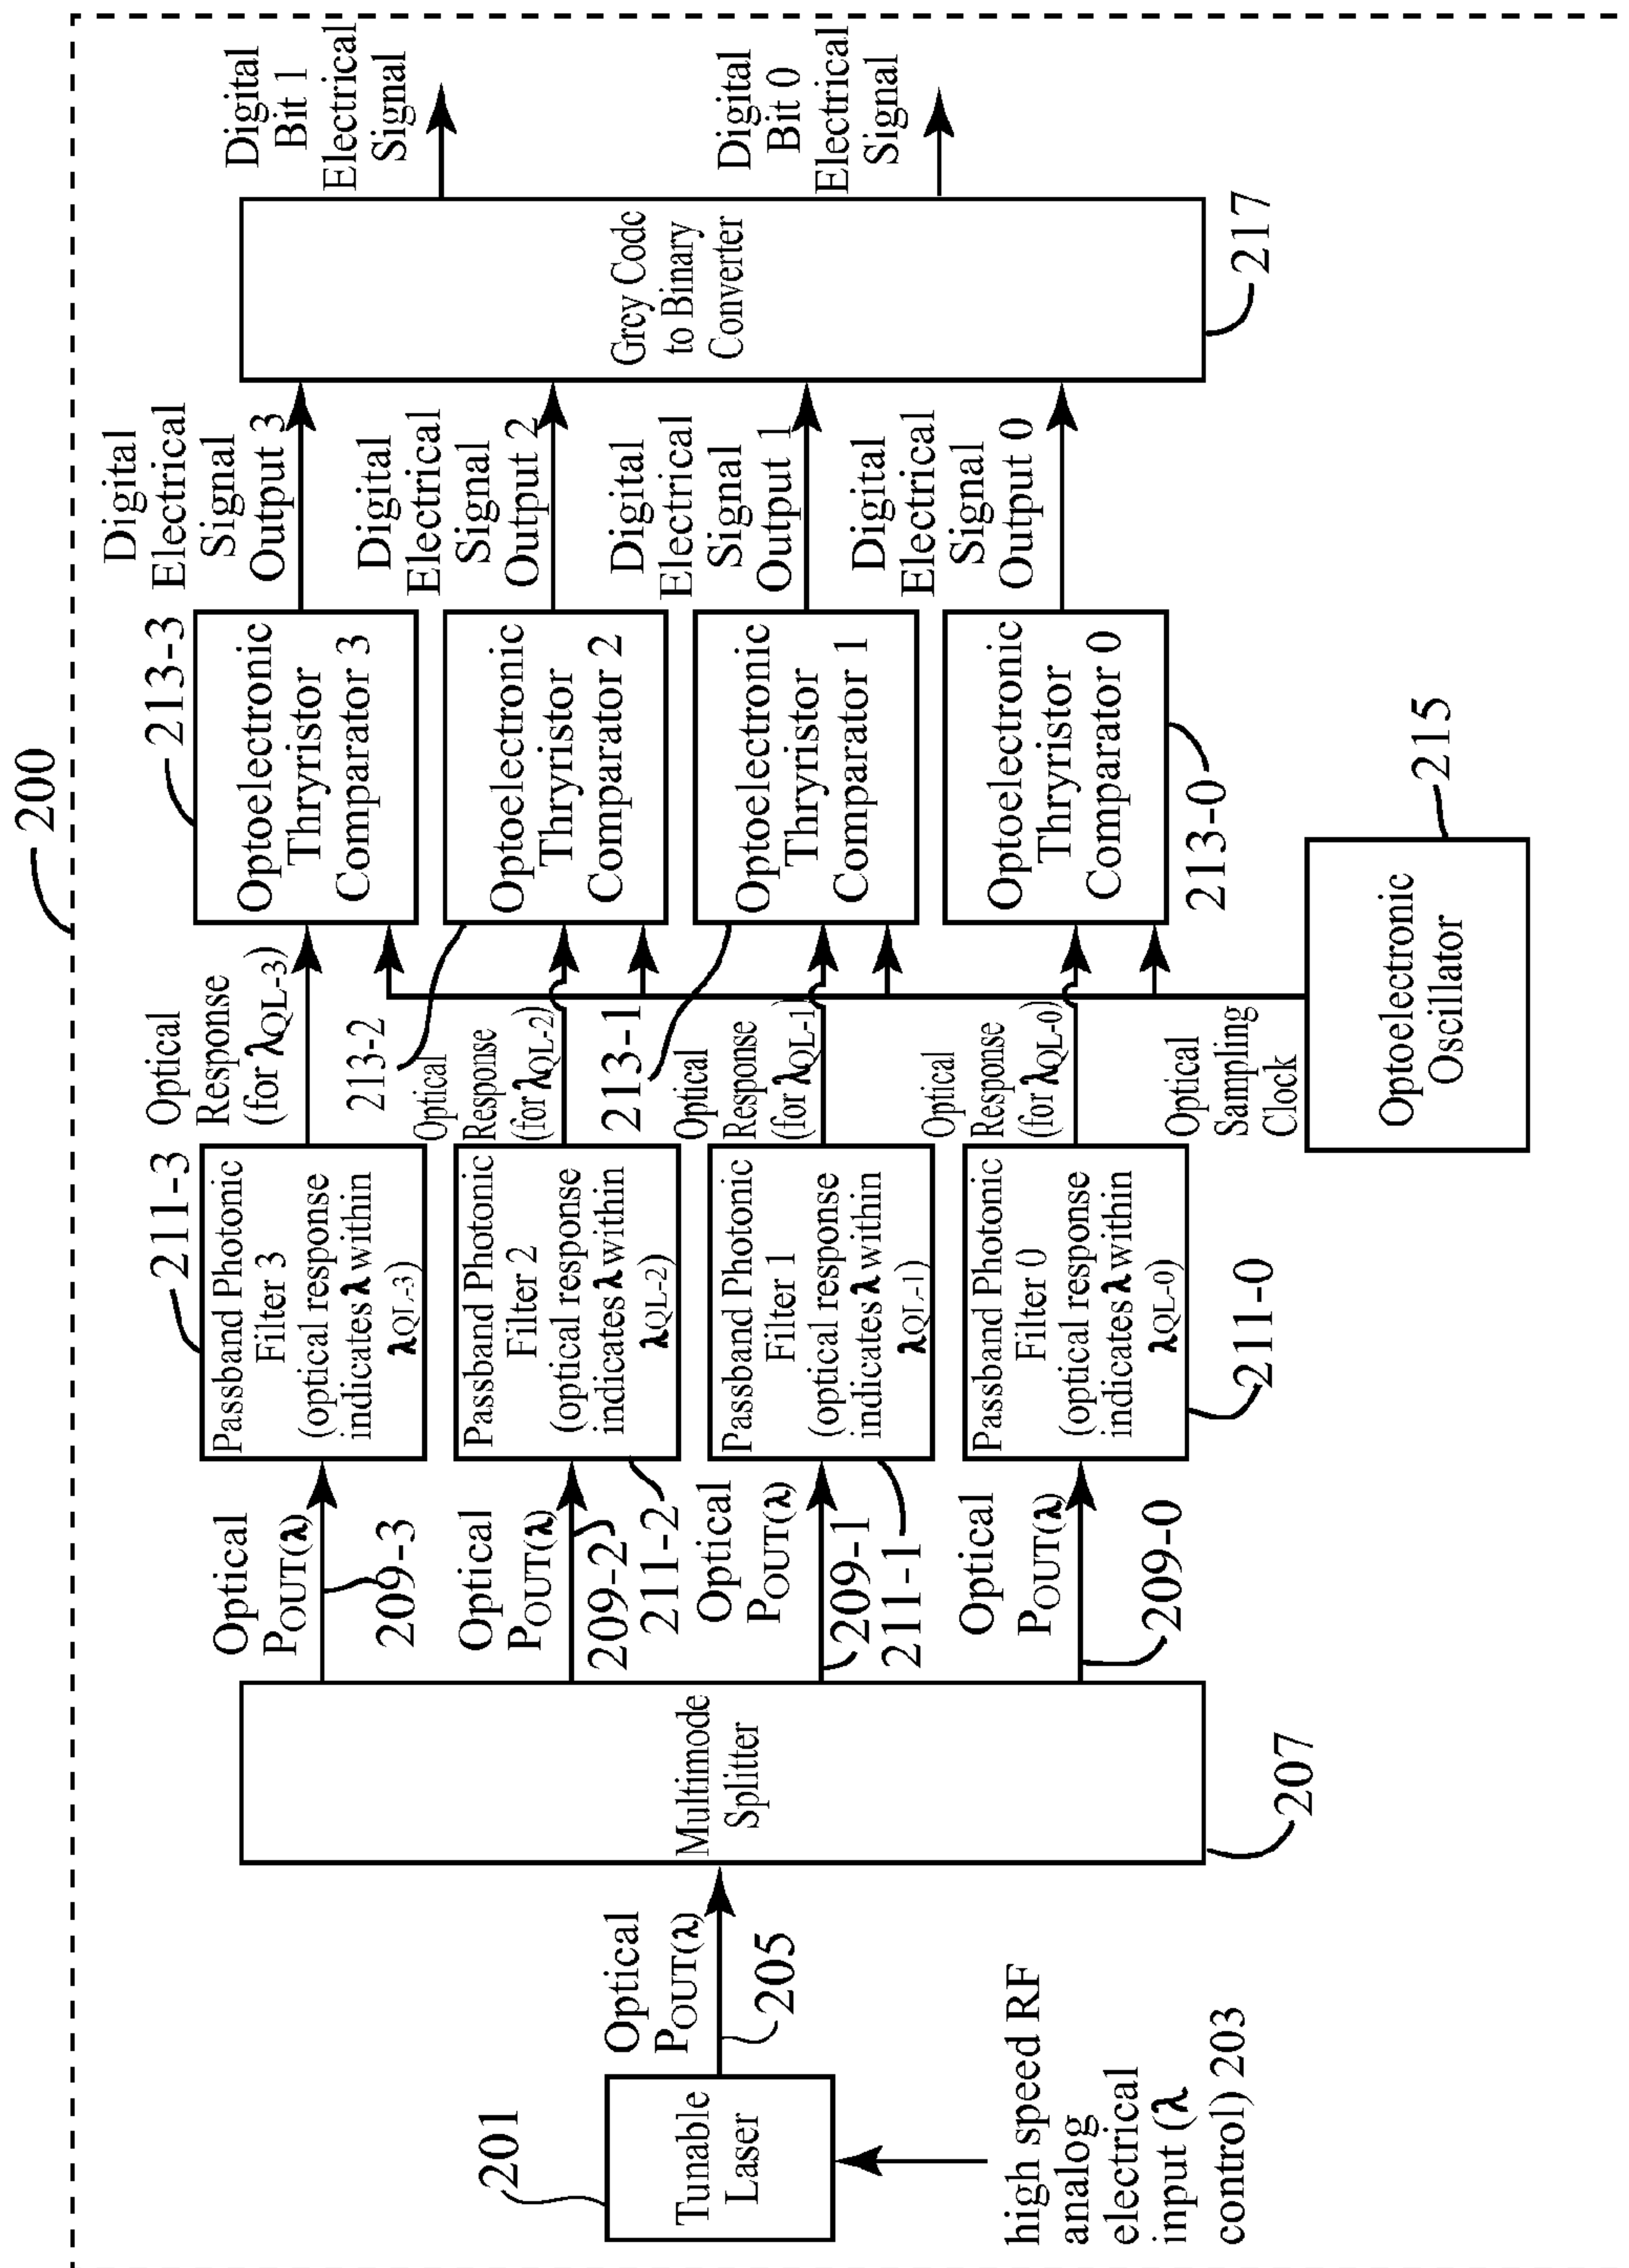 200
201
Tunable
Laser
high speed RF
analog
electrical
input (λ
control) 203
Optical
POUT(λ)
205
Multimode
Splitter
207
Optical
POUT(λ)
209-3
Optical
POUT(λ)
209-2
211-2
Optical
POUT(λ)
209-1
211-1
Optical
POUT(λ)
209-0
211-3
Passband Photonic
Filter 3
(optical response
indicates λ within
λQL-3)
Passband Photonic
Filter 2
(optical response
indicates λ within
λQL-2)
Passband Photonic
Filter 1
(optical response
indicates λ within
λQL-1)
Passband Photonic
Filter 0
(optical response
indicates λ within
λQL-0)
211-0
Optical
Response
(for λQL-3)
213-2
Optical
Response
(for λQL-2)
213-1
Optical
Response
(for λQL-1)
Optical
Response
(for λQL-0)
Optical
Sampling
Clock
Optoelectronic
Oscillator
215
213-3
Optoelectronic
Thryristor
Comparator 3
Optoelectronic
Thryristor
Comparator 2
Optoelectronic
Thryristor
Comparator 1
Optoelectronic
Thryristor
Comparator 0
213-0
Digital
Electrical
Signal
Output 3
Digital
Electrical
Signal
Output 2
Digital
Electrical
Signal
Output 1
Digital
Electrical
Signal
Output 0
Grey Code
to Binary
Converter
217
Digital
Bit 1
Electrical
Signal
Digital
Bit 0
Electrical
Signal